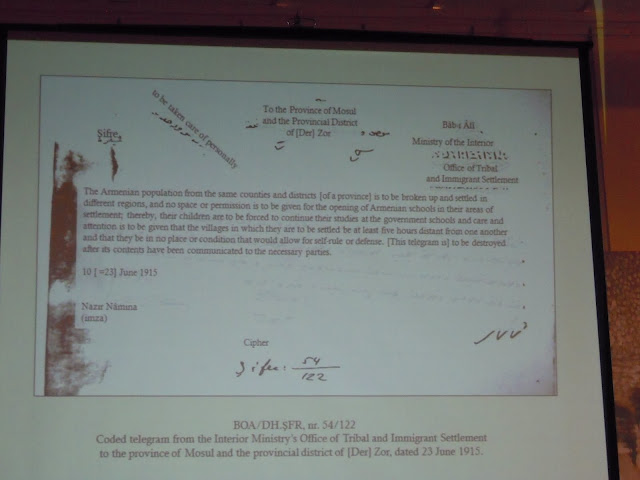 to be taken care of personally
To the Province of Mosul
and the Provincial District
of [Der] Zor
Şifre
Bâb-ı Âlî
Ministry of the Interior
Office of Tribal
and Immigrant Settlement
The Armenian population from the same counties and districts [of a province] is to be broken up and settled in
different regions, and no space or permission is to be given for the opening of Armenian schools in their areas of
settlement; thereby, their children are to be forced to continue their studies at the government schools and care and
attention is to be given that the villages in which they are to be settled be at least five hours distant from one another
and that they be in no place or condition that would allow for self-rule or defense. [This telegram is] to be destroyed
after its contents have been communicated to the necessary parties.
10 [ =23] June 1915
Nazır Nâmına
(imza)
Cipher
Şifre: 54
122
BOA/DH.ŞFR, nr. 54/122
Coded telegram from the Interior Ministry's Office of Tribal and Immigrant Settlement
to the province of Mosul and the provincial district of [Der] Zor, dated 23 June 1915.